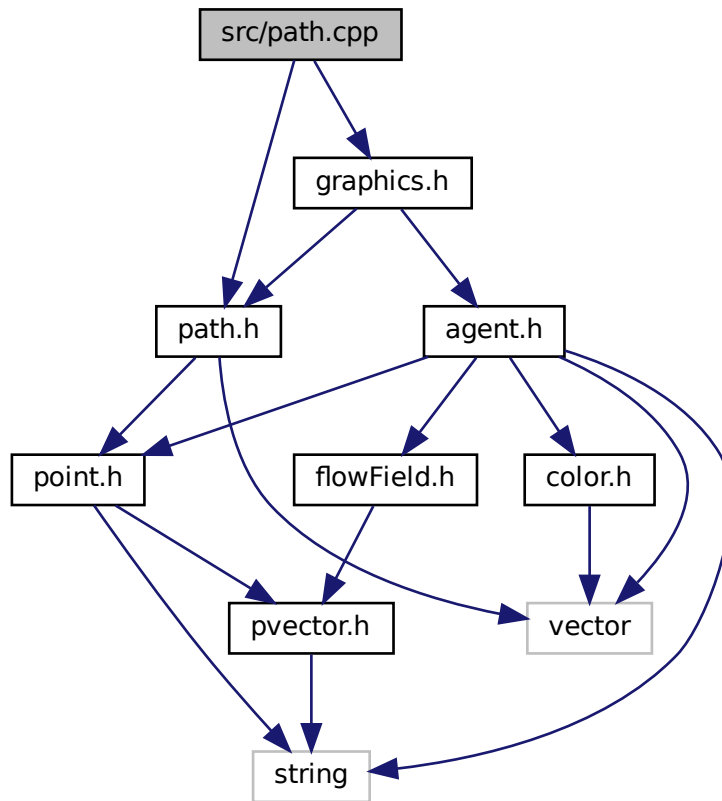 src/path.cpp
graphics.h
path.h
agent.h
point.h
flowField.h
color.h
pvector.h
vector
string